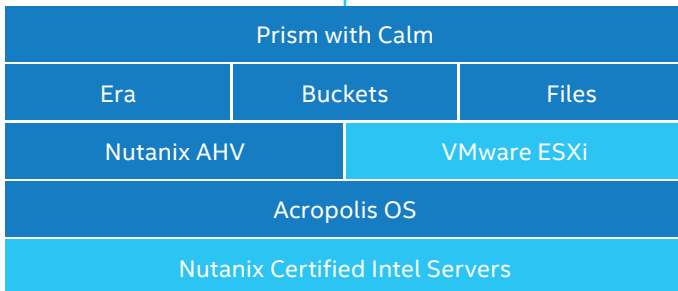 Prism with Calm
Era
Buckets
Files
Nutanix AHV
VMware ESXi
Acropolis OS
Nutanix Certified Intel Servers